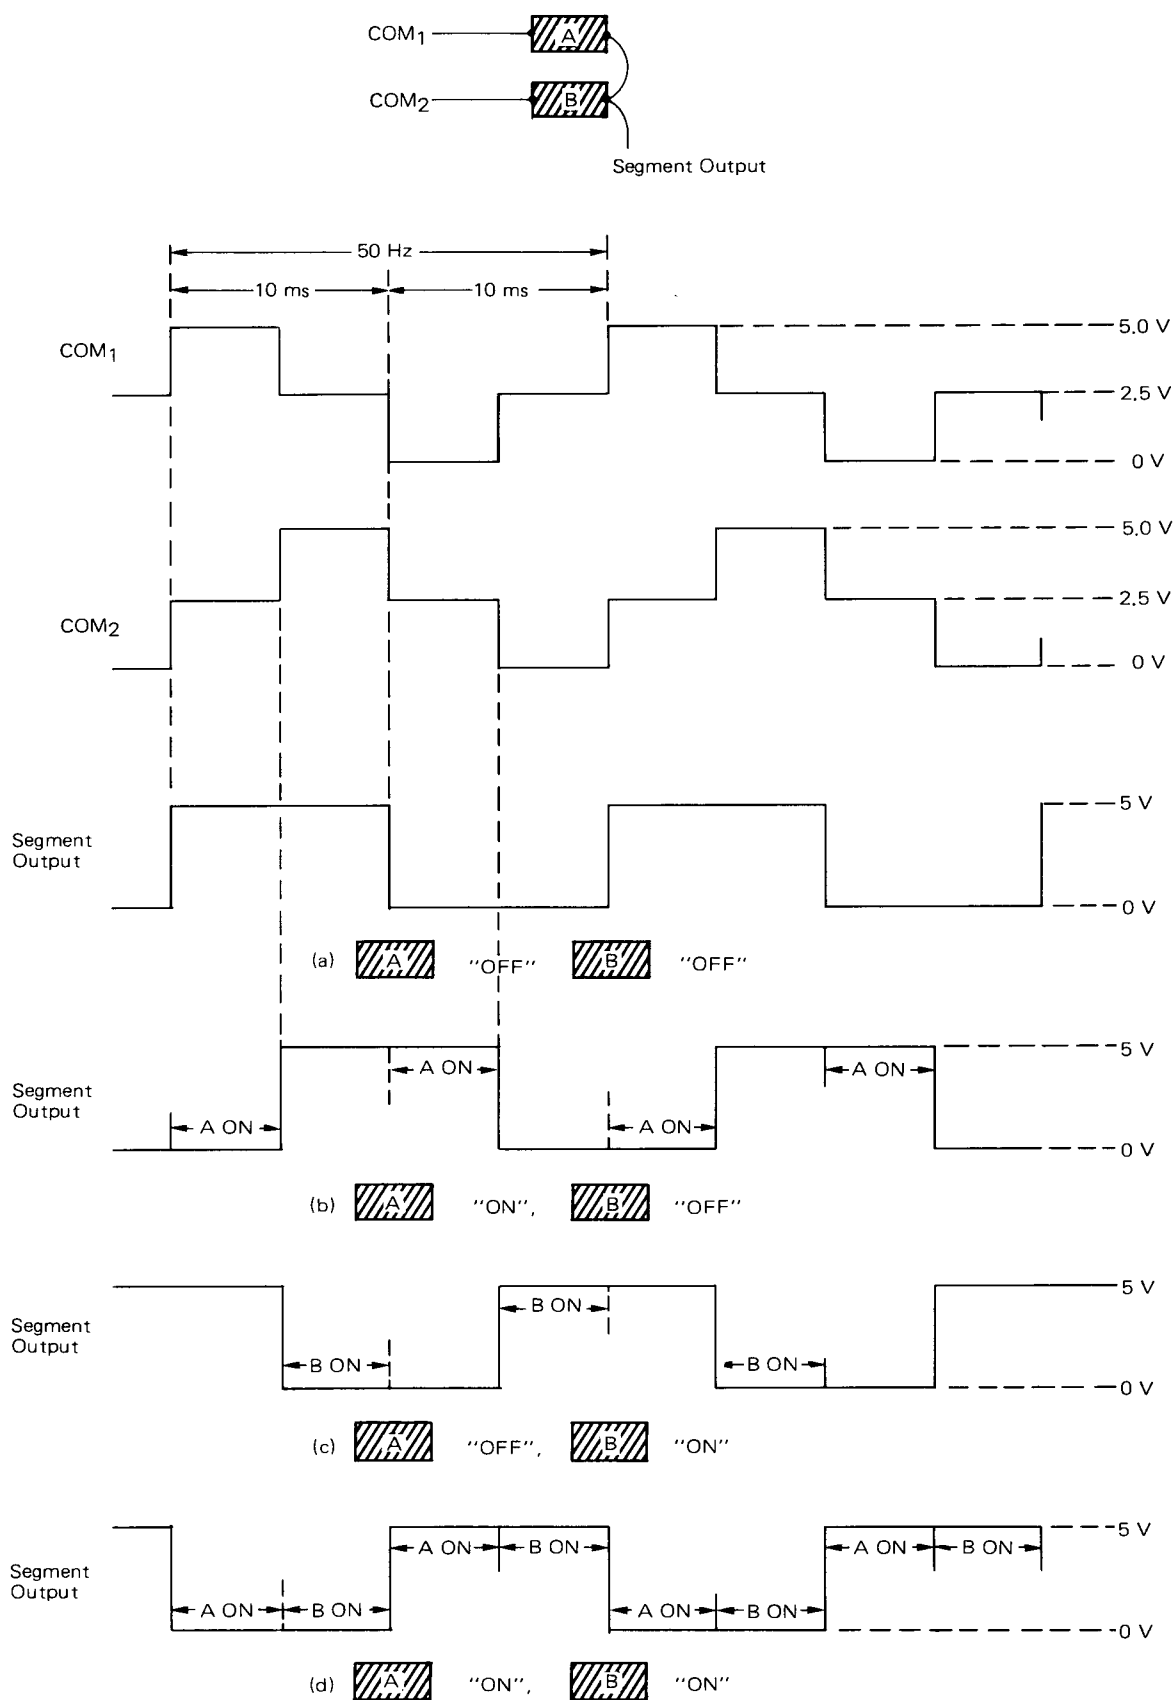 COM1
A
COM2
B
Segment Output
50 Hz
10 ms 10 ms
COM1
5.0 V
2.5 V
0 V
COM2
5.0 V
2.5 V
0 V
Segment
Output
5 V
0 V
(a) A "OFF" B "OFF"
Segment
Output
5 V
A ON A ON
A ON A ON
0 V
(b) A "ON", B "OFF"
Segment
Output
5 V
B ON
B ON B ON
0 V
(c) A "OFF", B "ON"
Segment
Output
5 V
A ON B ON A ON B ON
A ON B ON A ON B ON
0 V
(d) A "ON", B "ON"